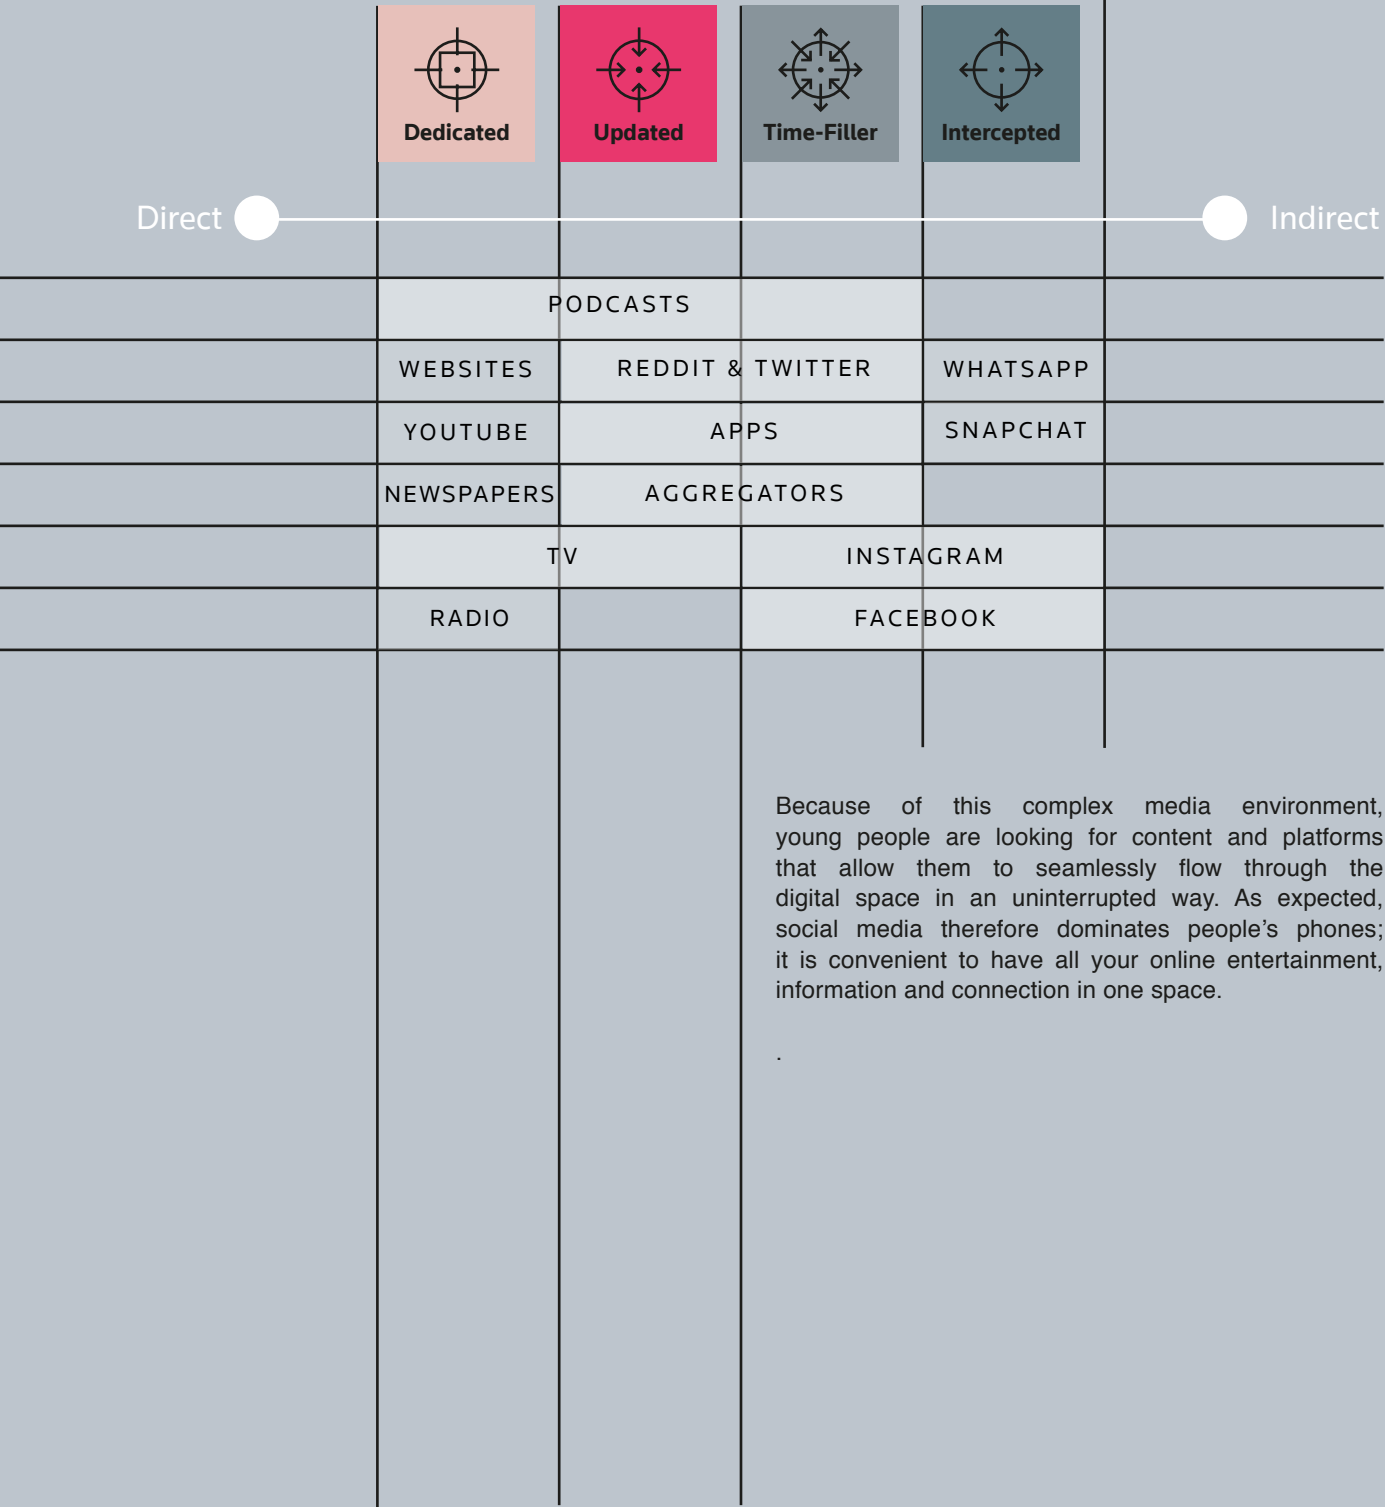 Dedicated Updated Time-Filler Intercepted
Direct Indirect
PODCASTS
WEBSITES REDDIT & TWITTER WHATSAPP
YOUTUBE APPS SNAPCHAT
NEWSPAPERS AGGREGATORS
TV INSTAGRAM
RADIO FACEBOOK
Because of this complex media environment,
young people are looking for content and platforms
that allow them to seamlessly flow through the
digital space in an uninterrupted way. As expected,
social media therefore dominates people’s phones;
it is convenient to have all your online entertainment,
information and connection in one space.
.